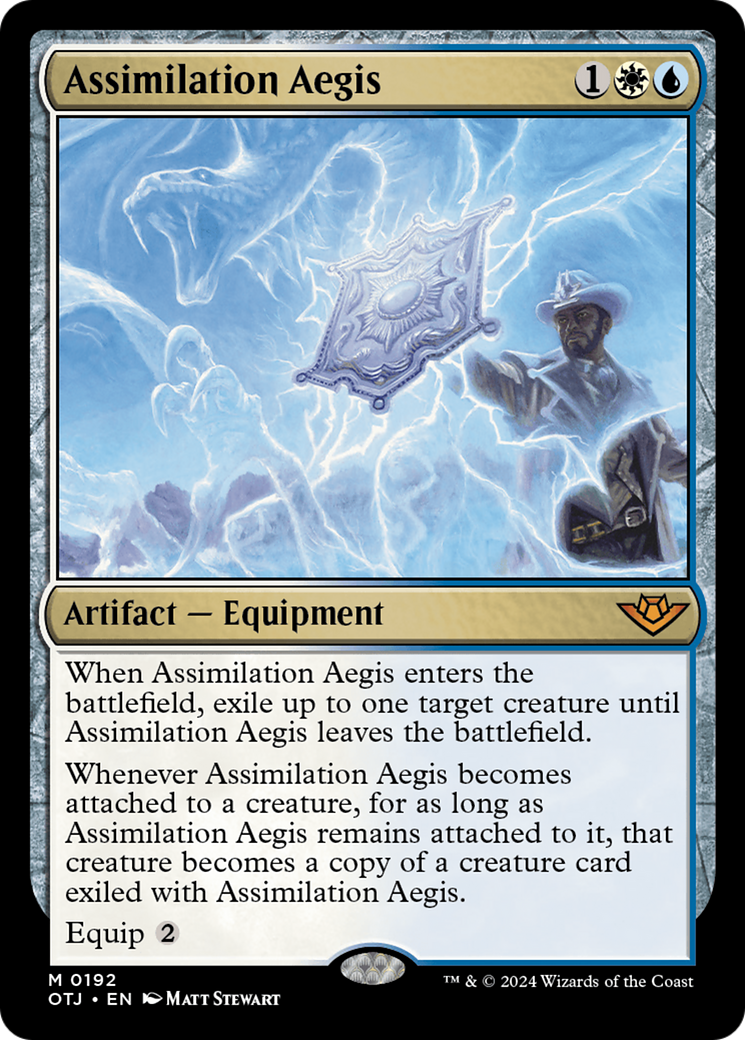 Assimilation Aegis 1
Artifact — Equipment
When Assimilation Aegis enters the
battlefield, exile up to one target creature until
Assimilation Aegis leaves the battlefield.
Whenever Assimilation Aegis becomes
attached to a creature, for as long as
Assimilation Aegis remains attached to it, that
creature becomes a copy of a creature card
exiled with Assimilation Aegis.
Equip 2
M 0192
OTJ • EN Matt Stewart
™ & © 2024 Wizards of the Coast